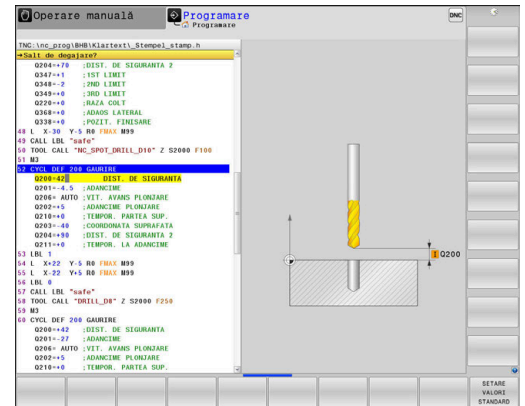 Operare manuală
Programare
Programare
DNC
TNC:\nc_prog\BHB\Klartext\_Stempel_stamp.h
→Salt de degajare?
Q204=+70 ;DIST. DE SIGURANTA 2
Q347=+1 ;1ST LIMIT
Q348=-2 ;2ND LIMIT
Q349=+0 ;3RD LIMIT
Q220=+0 ;RAZA COLT
Q368=+0 ;ADAOS LATERAL
Q338=+0 ;POZIT. FINISARE
48 L X-30 Y-5 R0 FMAX M99
49 CALL LBL "safe"
50 TOOL CALL "NC_SPOT_DRILL_D10" Z S2000 F100
51 M3
52 CYCL DEF 200 GAURIRE
Q200=42 DIST. DE SIGURANTA
Q201=-4.5 ;ADANCIME
Q206= AUTO ;VIT. AVANS PLONJARE
Q202=+5 ;ADANCIME PLONJARE
Q210=+0 ;TEMPOR. PARTEA SUP.
Q203=-40 ;COORDONATA SUPRAFATA
Q204=+90 ;DIST. DE SIGURANTA 2
Q211=+0 ;TEMPOR. LA ADANCIME
53 LBL 1
54 L X+22 Y-5 R0 FMAX M99
55 L X-22 Y+5 R0 FMAX M99
56 LBL 0
57 CALL LBL "safe"
58 TOOL CALL "DRILL_D8" Z S2000 F250
59 M3
60 CYCL DEF 200 GAURIRE
Q200=+42 ;DIST. DE SIGURANTA
Q201=-27 ;ADANCIME
Q206= AUTO ;VIT. AVANS PLONJARE
Q202=+5 ;ADANCIME PLONJARE
Q210=+0 ;TEMPOR. PARTEA SUP.
Q200
SETARE
VALORI
STANDARD